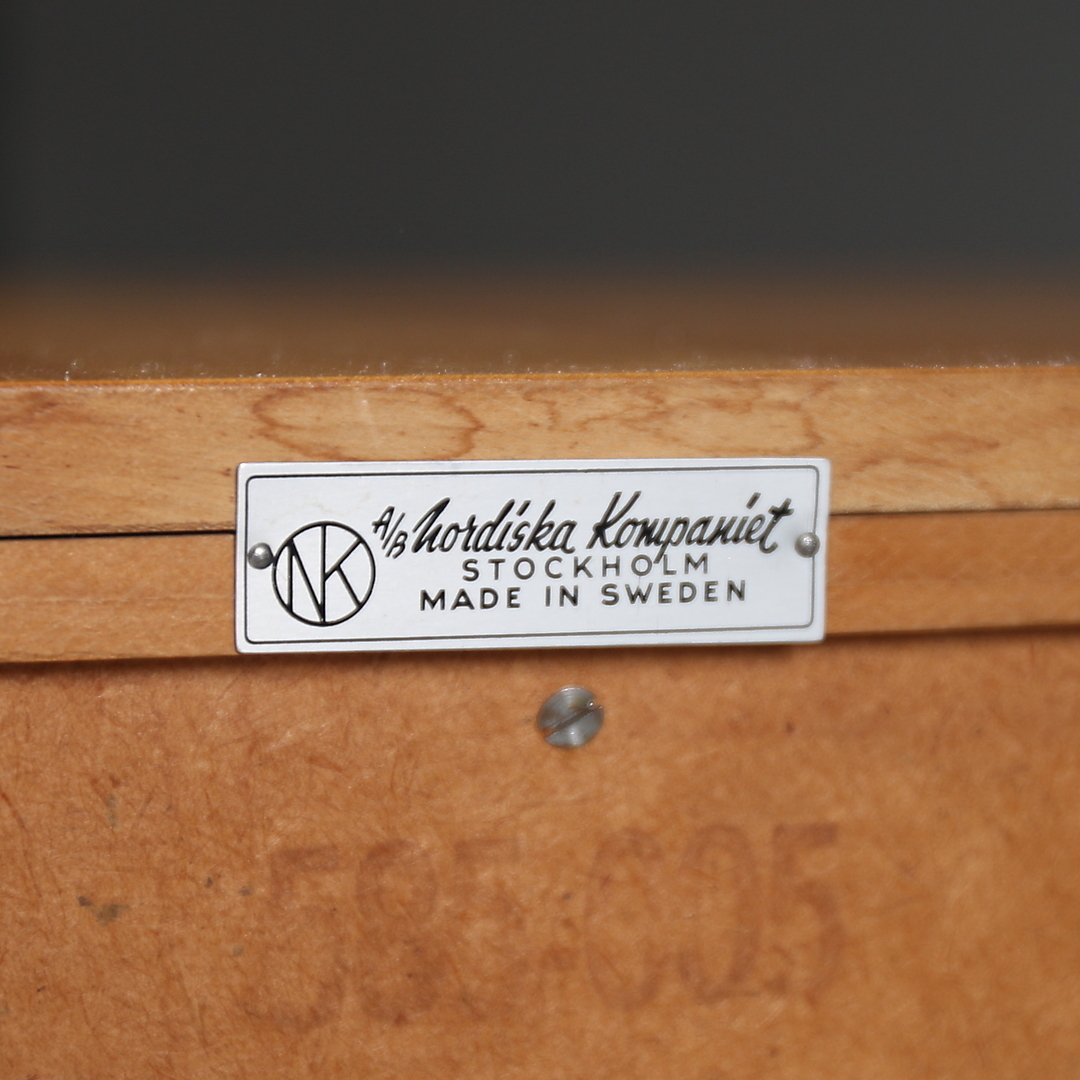 NK
A/B Nordiska Kompaniet
STOCKHOLM
MADE IN SWEDEN